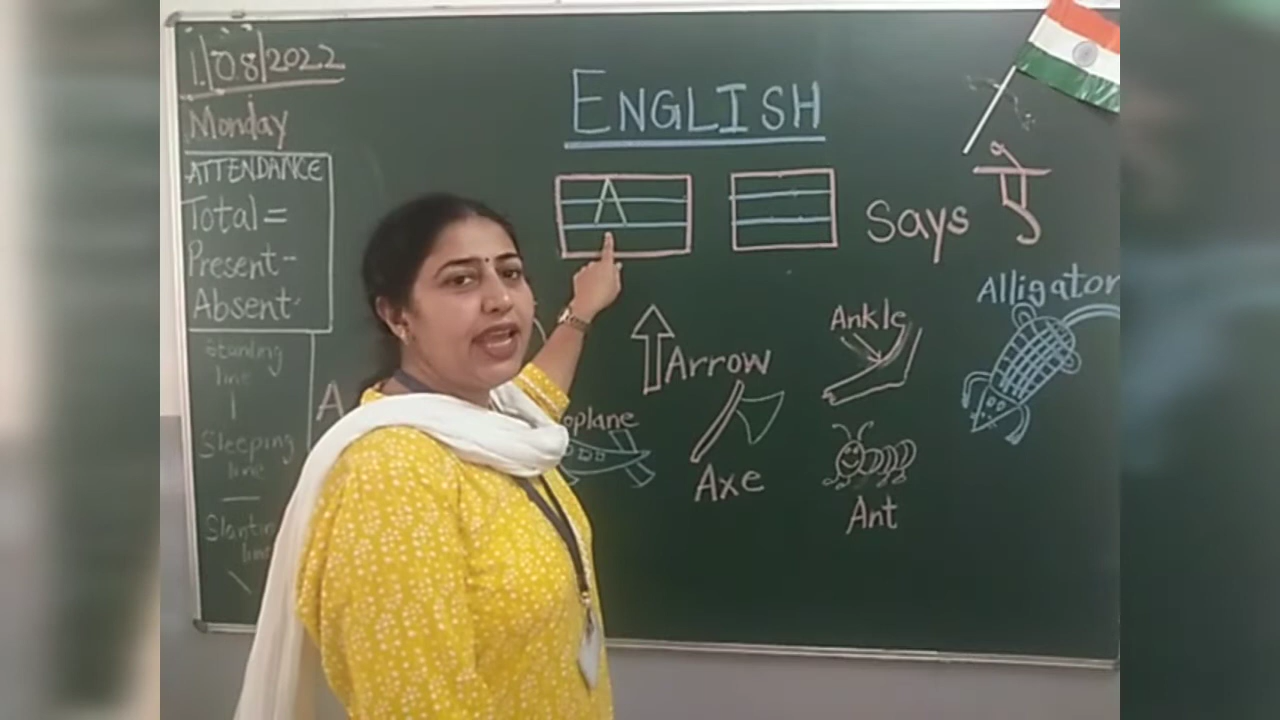 1.08/2022
Monday
ATTENDANCE
Total =
Present -
Absent -
Standing
line
Sleeping
line
Slanting
line
ENGLISH
A
Says ऐ
A
Arrow
Ankle
Alligator
oplane
Axe
Ant